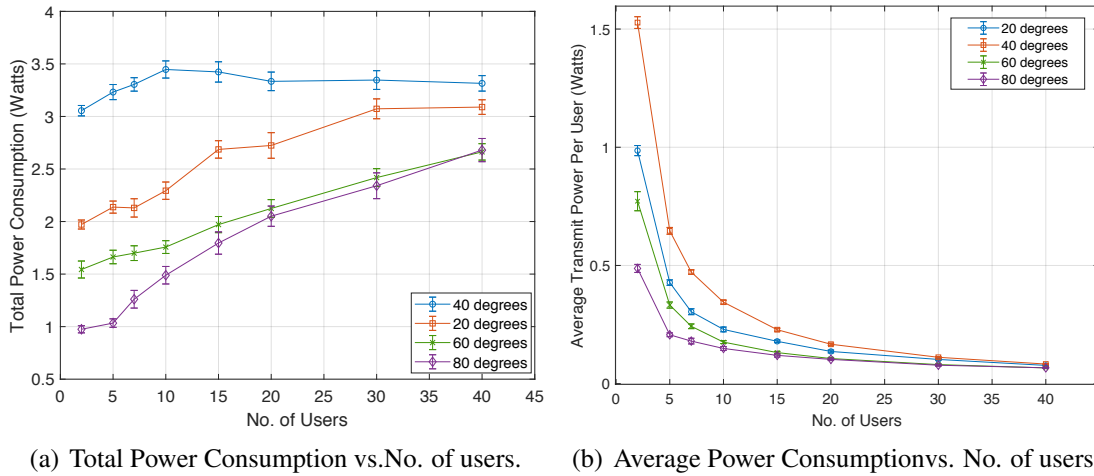 Total Power Consumption (Watts)
4
3.5
3
2.5
2
1.5
1
0.5
0 5 10 15 20 25 30 35 40 45
No. of Users
40 degrees
20 degrees
60 degrees
80 degrees
(a) Total Power Consumption vs.No. of users.
Average Transmit Power Per User (Watts)
1.5
1
0.5
0
0 5 10 15 20 25 30 35 40
No. of Users
20 degrees
40 degrees
60 degrees
80 degrees
(b) Average Power Consumptionvs. No. of users